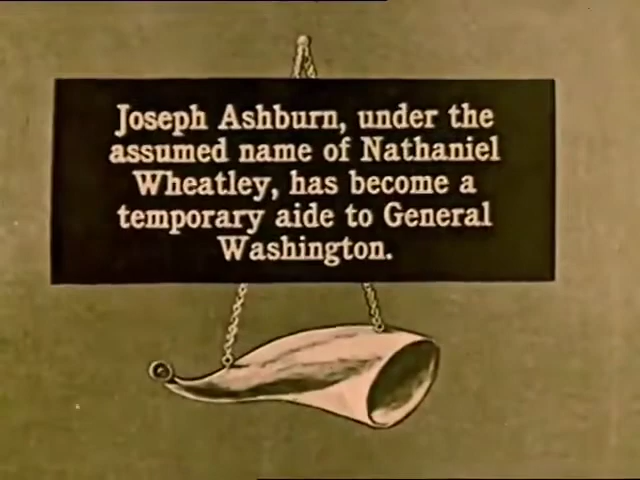 Joseph Ashburn, under the
assumed name of Nathaniel
Wheatley, has become a
temporary aide to General
Washington.